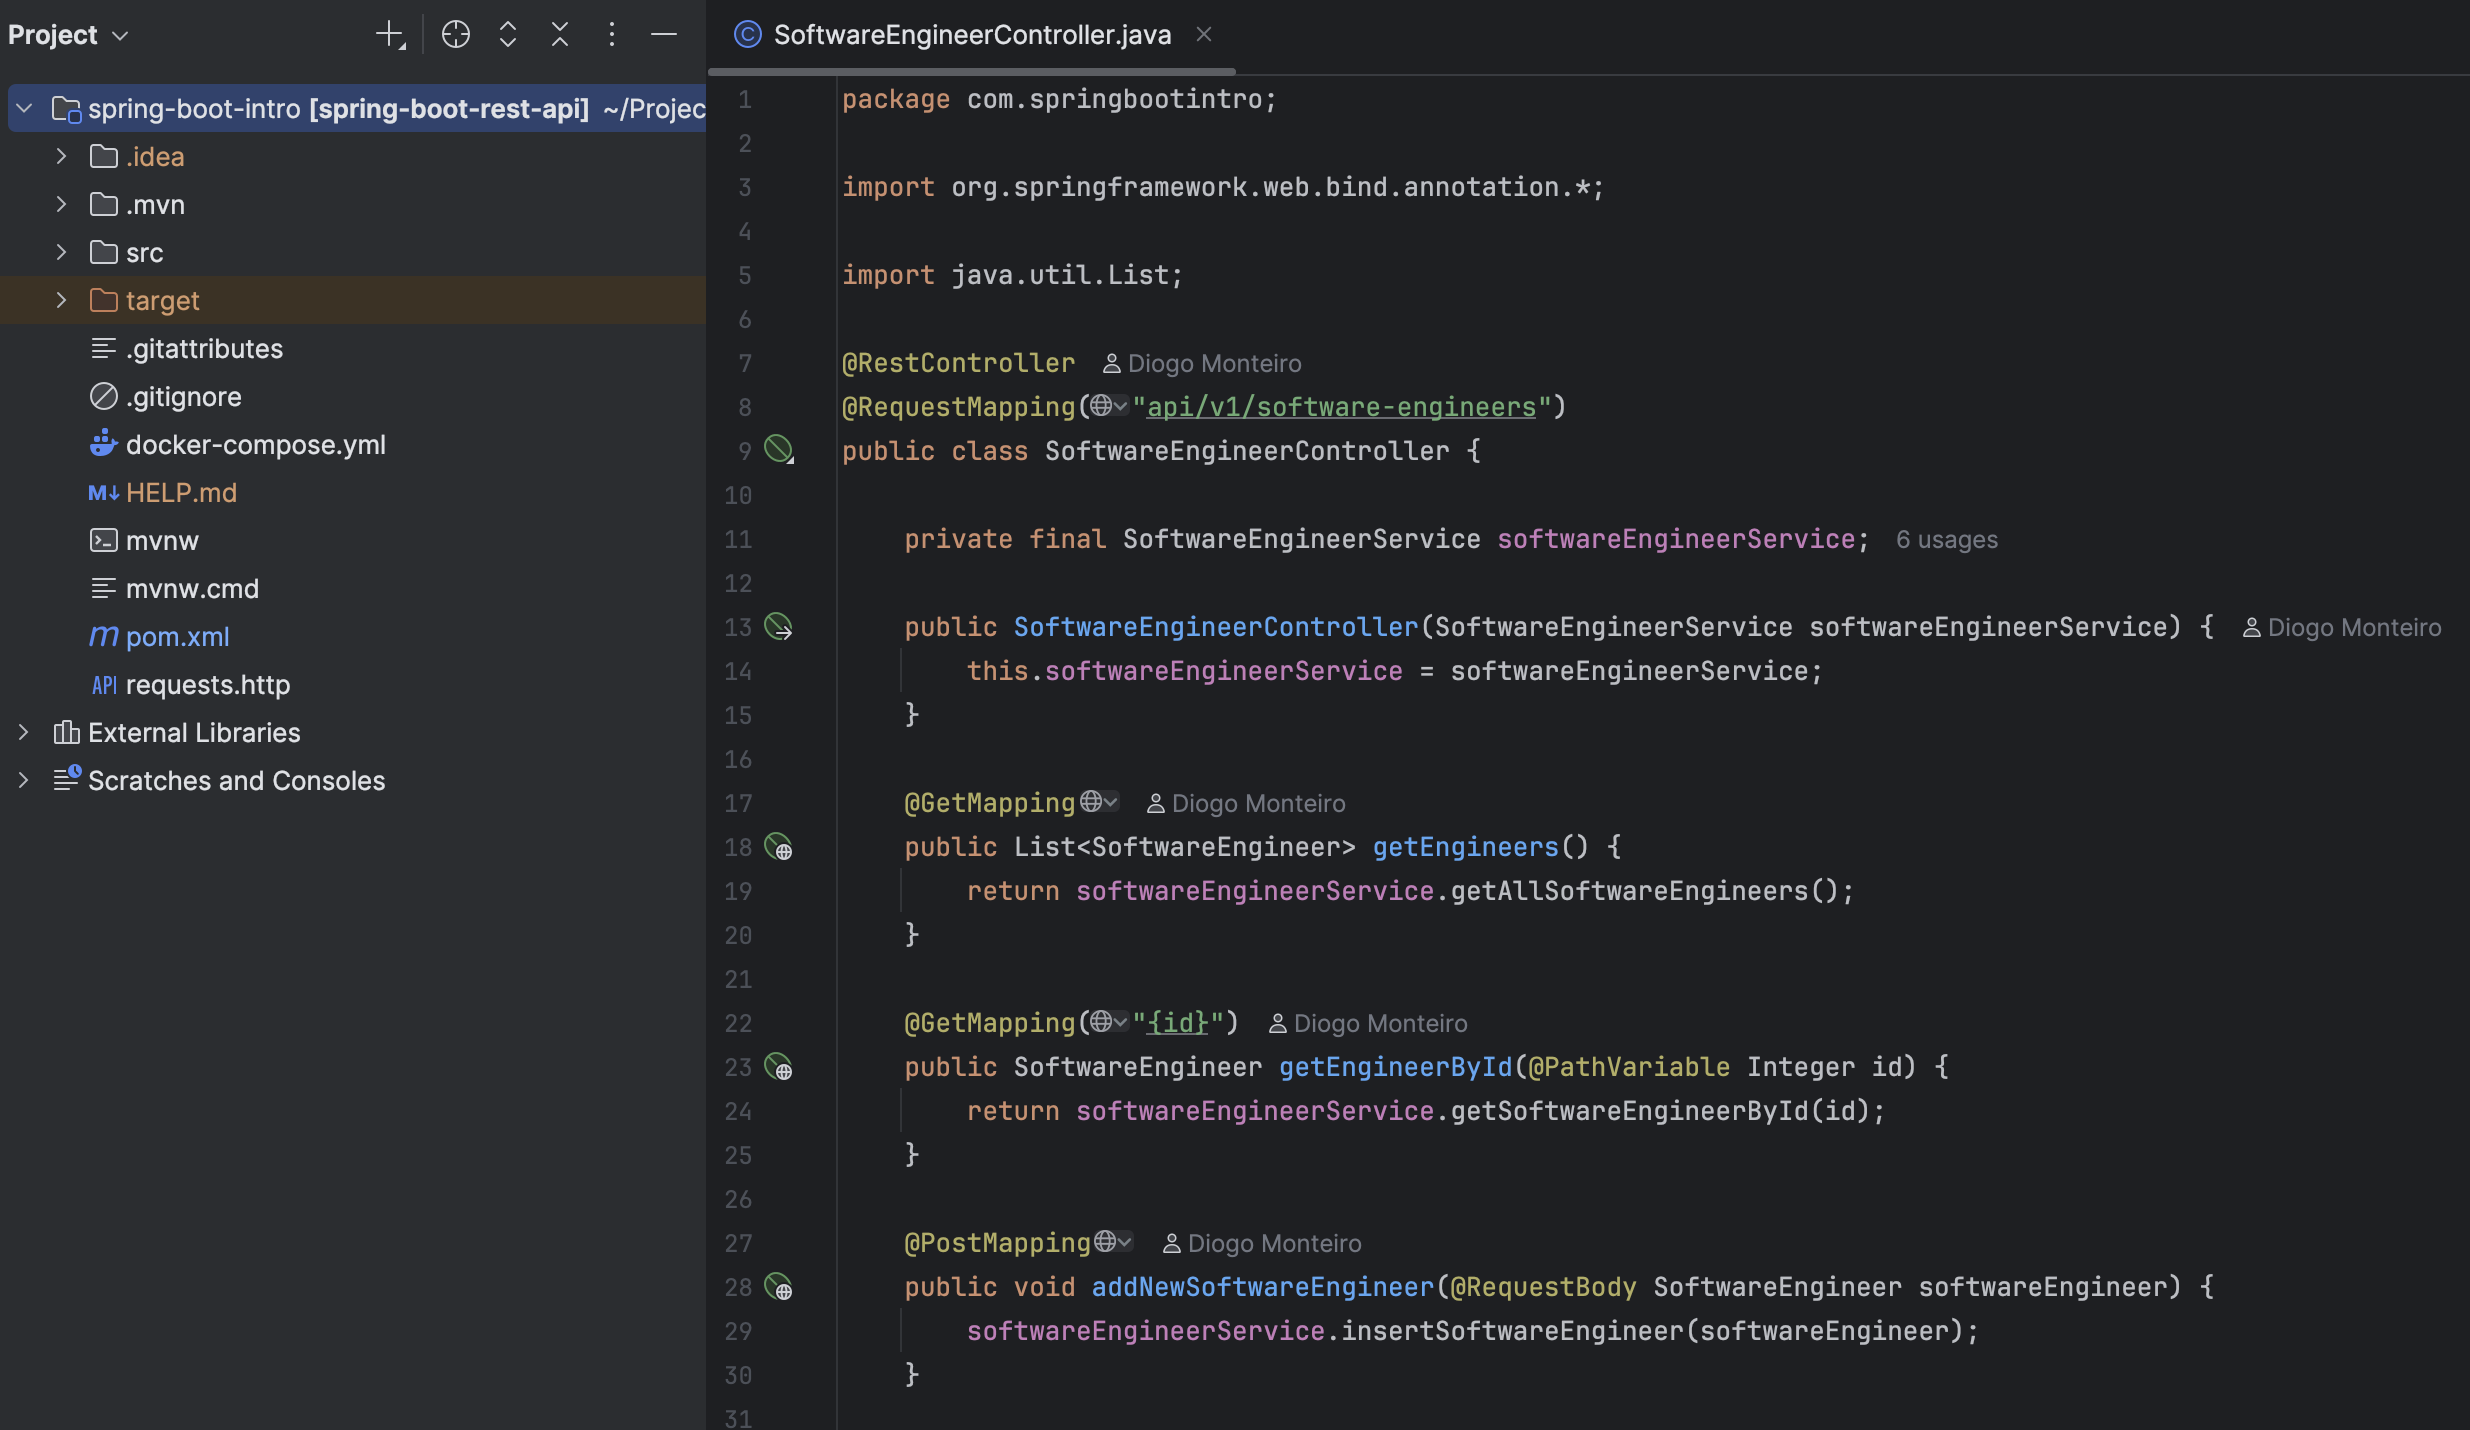 Project
spring-boot-intro [spring-boot-rest-api] ~/Projec
.idea
.mvn
src
target
.gitattributes
.gitignore
docker-compose.yml
M↓ HELP.md
mvnw
mvnw.cmd
m pom.xml
API requests.http
External Libraries
Scratches and Consoles
C SoftwareEngineerController.java
1 package com.springbootintro;
2
3 import org.springframework.web.bind.annotation.*;
4
5 import java.util.List;
6
7 @RestController Diogo Monteiro
8 @RequestMapping("api/v1/software-engineers")
9 public class SoftwareEngineerController {
10
11 private final SoftwareEngineerService softwareEngineerService; 6 usages
12
13 public SoftwareEngineerController(SoftwareEngineerService softwareEngineerService) { Diogo Monteiro
14 this.softwareEngineerService = softwareEngineerService;
15 }
16
17 @GetMapping Diogo Monteiro
18 public List<SoftwareEngineer> getEngineers() {
19 return softwareEngineerService.getAllSoftwareEngineers();
20 }
21
22 @GetMapping("{id}") Diogo Monteiro
23 public SoftwareEngineer getEngineerById(@PathVariable Integer id) {
24 return softwareEngineerService.getSoftwareEngineerById(id);
25 }
26
27 @PostMapping Diogo Monteiro
28 public void addNewSoftwareEngineer(@RequestBody SoftwareEngineer softwareEngineer) {
29 softwareEngineerService.insertSoftwareEngineer(softwareEngineer);
30 }
31